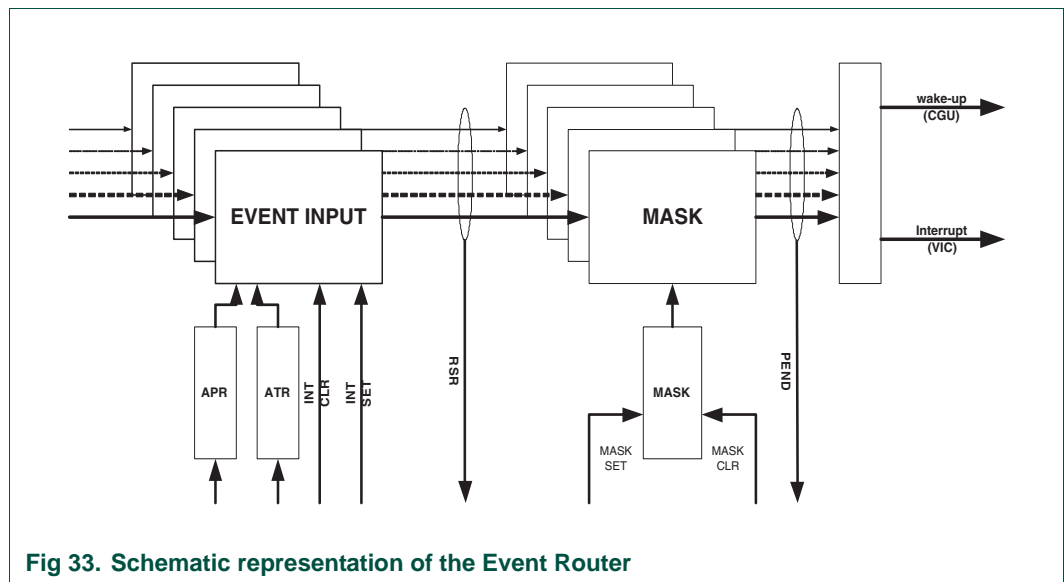 wake-up
(CGU)
EVENT INPUT
MASK
Interrupt
(VIC)
APR
ATR
INT
CLR
INT
SET
RSR
MASK
PEND
MASK
SET
MASK
CLR
Fig 33. Schematic representation of the Event Router